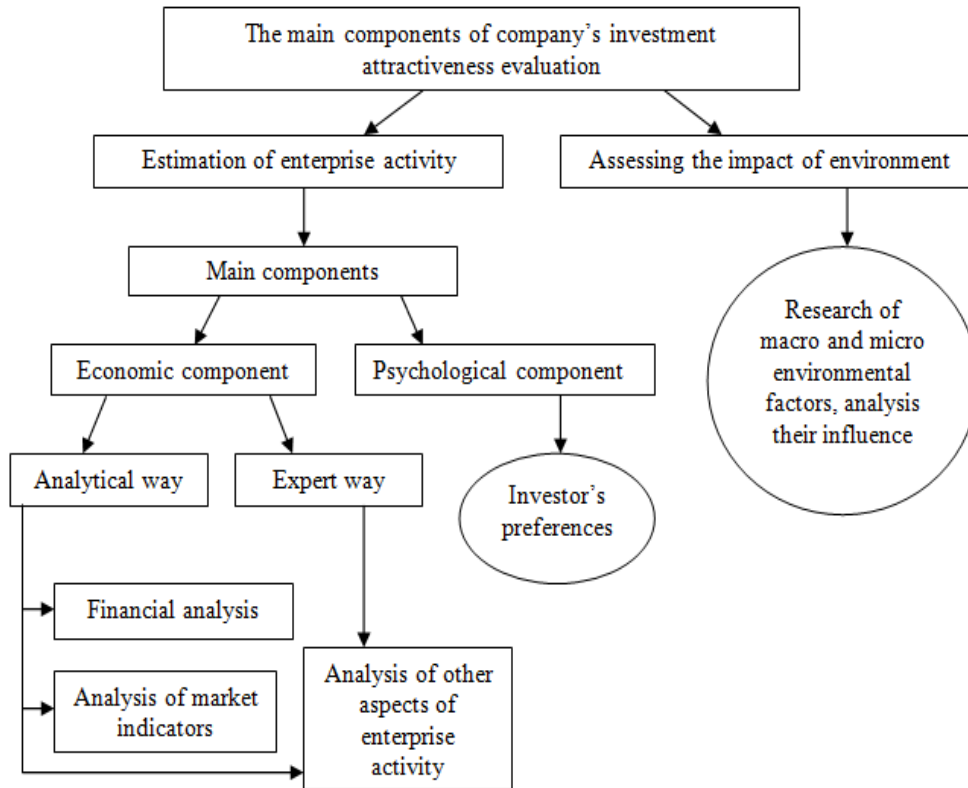 The main components of company’s investment
attractiveness evaluation
Estimation of enterprise activity
Assessing the impact of environment
Main components
Research of
macro and micro
environmental
factors, analysis
their influence
Economic component
Psychological component
Analytical way
Expert way
Investor’s
preferences
Financial analysis
Analysis of market
indicators
Analysis of other
aspects of
enterprise
activity